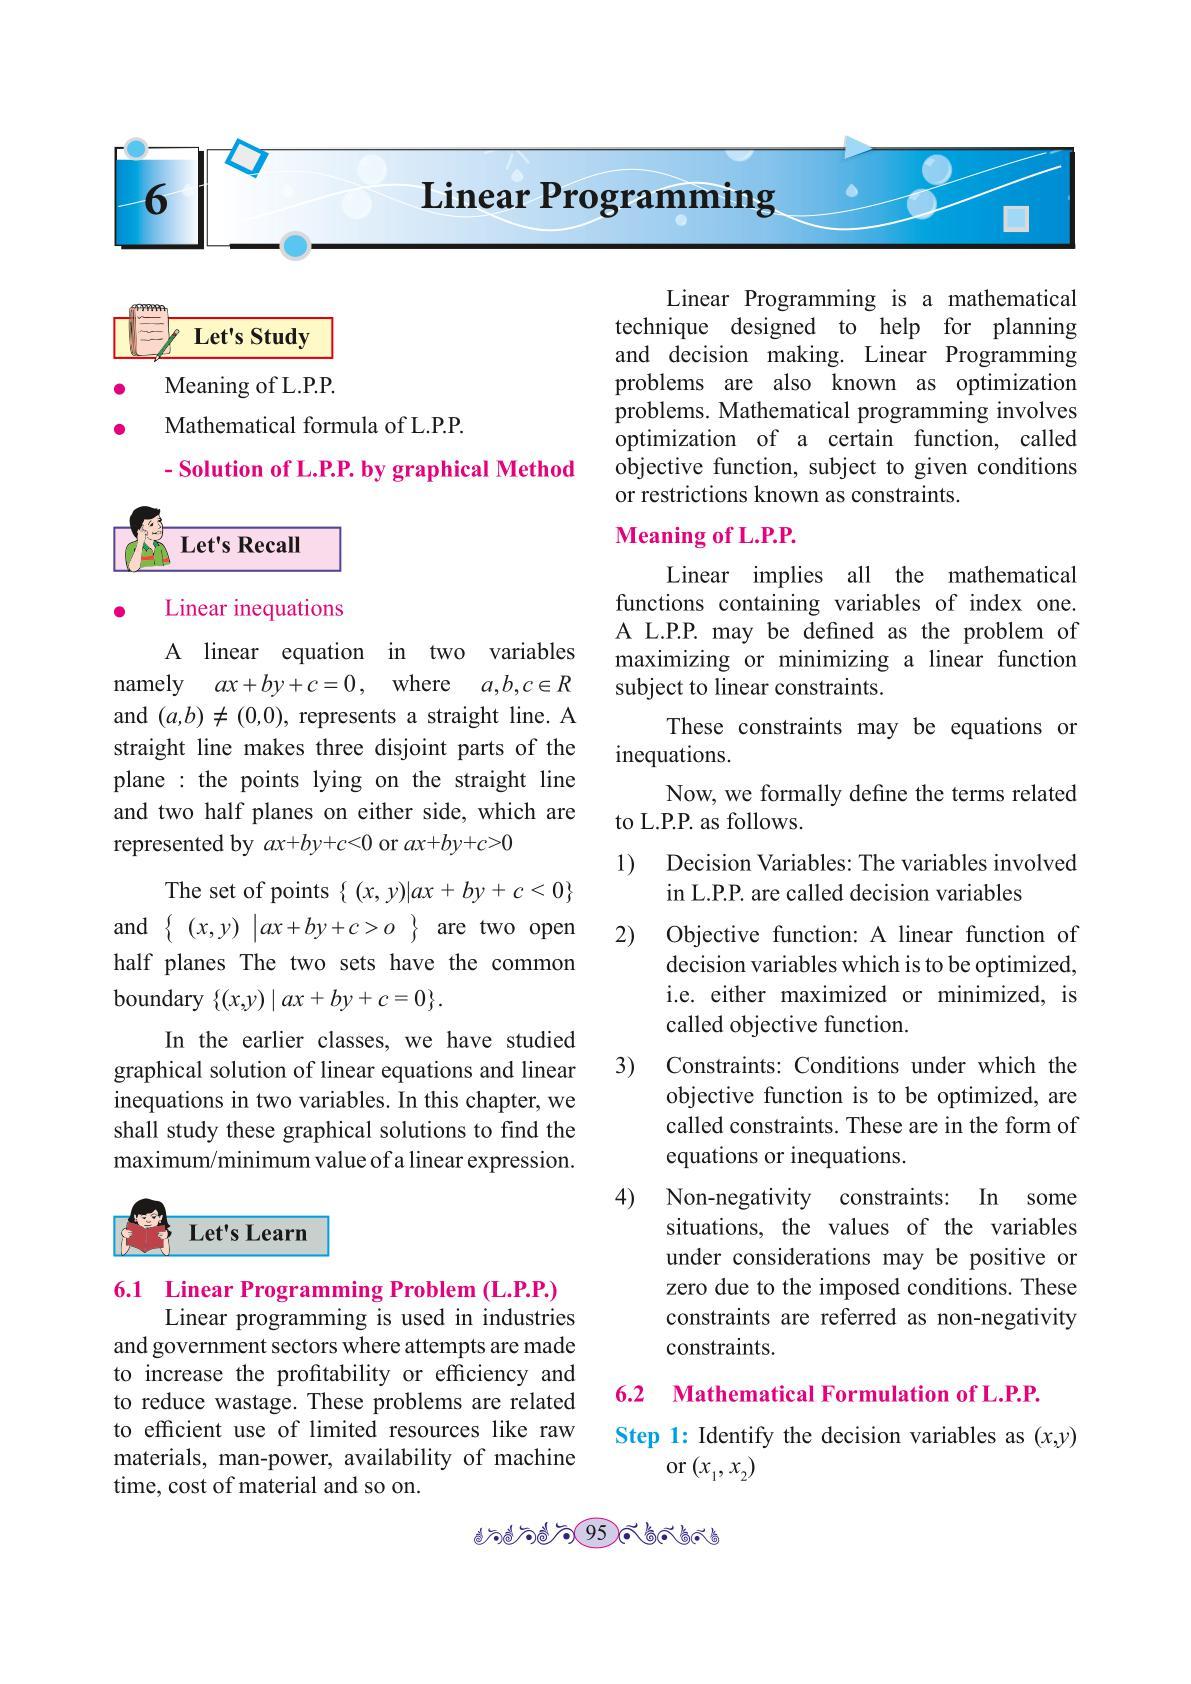 6
Linear Programming
Let's Study
● Meaning of L.P.P.
● Mathematical formula of L.P.P.
- Solution of L.P.P. by graphical Method
Let's Recall
● Linear inequations
A linear equation in two variables
namely ax + by + c = 0, where a, b, c ∈ R
and (a,b) ≠ (0,0), represents a straight line. A
straight line makes three disjoint parts of the
plane : the points lying on the straight line
and two half planes on either side, which are
represented by ax+by+c<0 or ax+by+c>0
The set of points { (x, y)|ax + by + c < 0}
and { (x, y) |ax + by + c > o } are two open
half planes The two sets have the common
boundary {(x,y) | ax + by + c = 0}.
In the earlier classes, we have studied
graphical solution of linear equations and linear
inequations in two variables. In this chapter, we
shall study these graphical solutions to find the
maximum/minimum value of a linear expression.
Let's Learn
6.1 Linear Programming Problem (L.P.P.)
Linear programming is used in industries
and government sectors where attempts are made
to increase the profitability or efficiency and
to reduce wastage. These problems are related
to efficient use of limited resources like raw
materials, man-power, availability of machine
time, cost of material and so on.
Linear Programming is a mathematical
technique designed to help for planning
and decision making. Linear Programming
problems are also known as optimization
problems. Mathematical programming involves
optimization of a certain function, called
objective function, subject to given conditions
or restrictions known as constraints.
Meaning of L.P.P.
Linear implies all the mathematical
functions containing variables of index one.
A L.P.P. may be defined as the problem of
maximizing or minimizing a linear function
subject to linear constraints.
These constraints may be equations or
inequations.
Now, we formally define the terms related
to L.P.P. as follows.
1) Decision Variables: The variables involved
in L.P.P. are called decision variables
2) Objective function: A linear function of
decision variables which is to be optimized,
i.e. either maximized or minimized, is
called objective function.
3) Constraints: Conditions under which the
objective function is to be optimized, are
called constraints. These are in the form of
equations or inequations.
4) Non-negativity constraints: In some
situations, the values of the variables
under considerations may be positive or
zero due to the imposed conditions. These
constraints are referred as non-negativity
constraints.
6.2 Mathematical Formulation of L.P.P.
Step 1: Identify the decision variables as (x,y)
or (x₁, x₂)
95